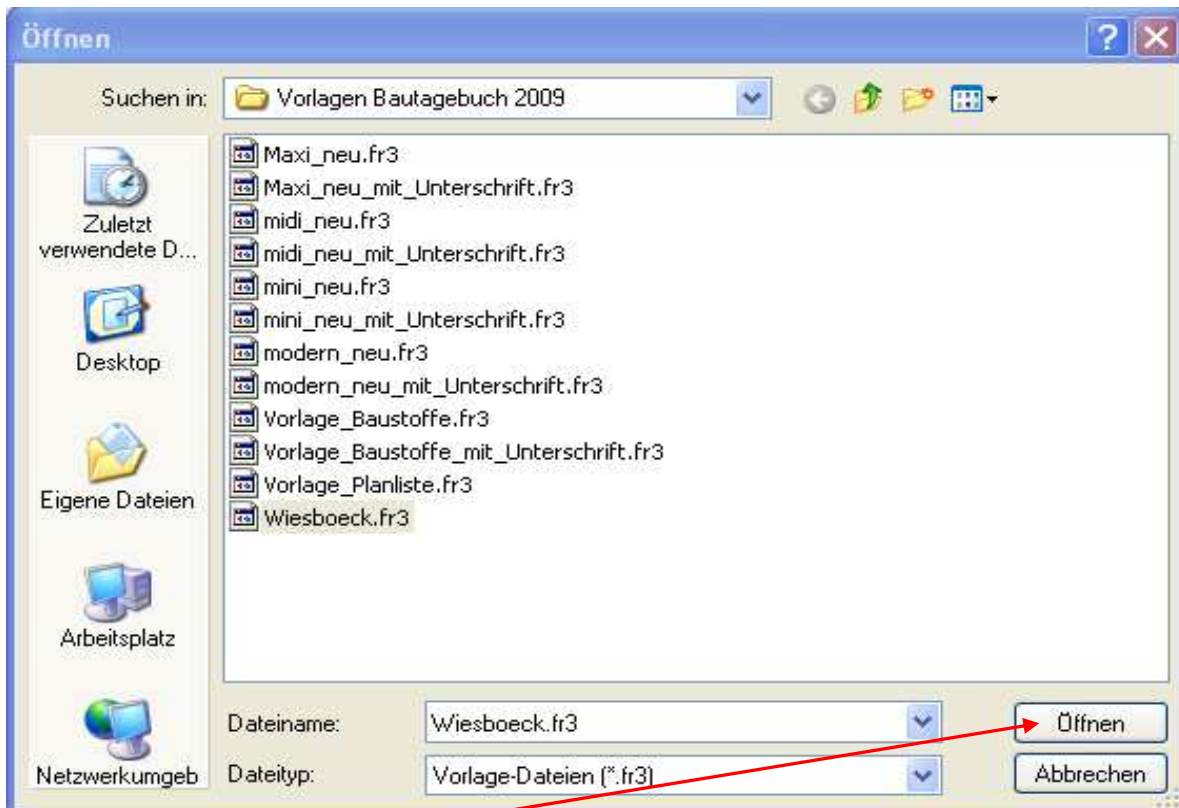 Öffnen
Suchen in:
Vorlagen Bautagebuch 2009
Zuletzt
verwendete D...
Desktop
Eigene Dateien
Arbeitsplatz
Netzwerkumgeb
Maxi_neu.fr3
Maxi_neu_mit_Unterschrift.fr3
midi_neu.fr3
midi_neu_mit_Unterschrift.fr3
mini_neu.fr3
mini_neu_mit_Unterschrift.fr3
modern_neu.fr3
modern_neu_mit_Unterschrift.fr3
Vorlage_Baustoffe.fr3
Vorlage_Baustoffe_mit_Unterschrift.fr3
Vorlage_Planliste.fr3
Wiesboeck.fr3
Dateiname:
Wiesboeck.fr3
Öffnen
Dateityp:
Vorlage-Dateien (*.fr3)
Abbrechen